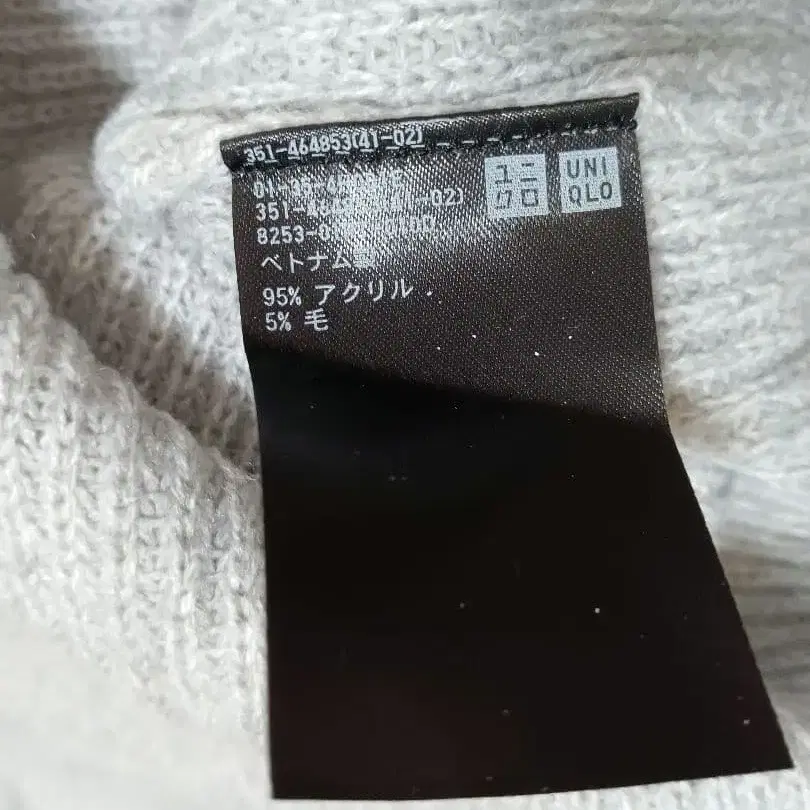 351-464853(41-02)
ユニ
クロ
UNI
QLO
351-
-02)
8253-
ベトナム
95% アクリル
5% 毛